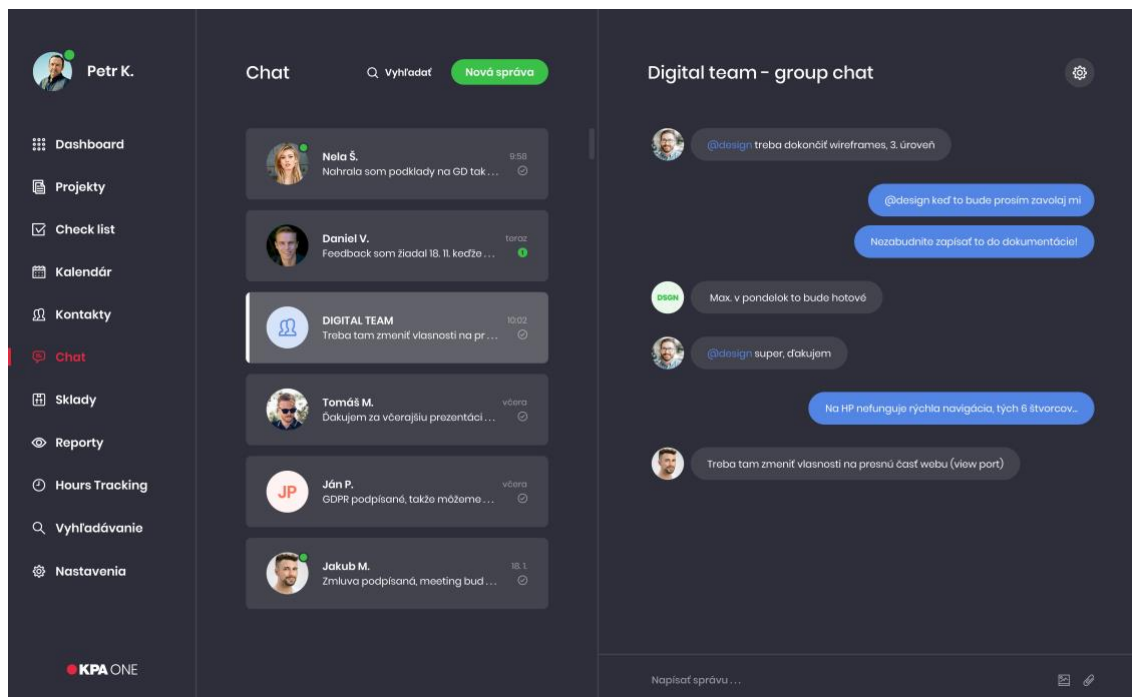 Petr K.
Dashboard
Projekty
Check list
Kalendár
Kontakty
Chat
Sklady
Reporty
Hours Tracking
Vyhľadávanie
Nastavenia
KPA ONE
Chat
Vyhľadať
Nová správa
Nela Š.
9:58
Nahrala som podklady na GD tak ...
Daniel V.
teraz
Feedback som žiadal 18. 11. keďže ...
1
DIGITAL TEAM
10:02
Treba tam zmeniť vlasnosti na pr ...
Tomáš M.
včera
Ďakujem za včerajšiu prezentáci ...
JP
Ján P.
včera
GDPR podpísané, takže môžeme ...
Jakub M.
18. 1.
Zmluva podpísaná, meeting bud ...
Digital team - group chat
@design treba dokončiť wireframes, 3. úroveň
@design keď to bude prosím zavolaj mi
Nezabudnite zapísať to do dokumentácie!
DSGN
Max. v pondelok to bude hotové
@design super, ďakujem
Na HP nefunguje rýchla navigácia, tých 6 štvorcov...
Treba tam zmeniť vlasnosti na presnú časť webu (view port)
Napísať správu ...